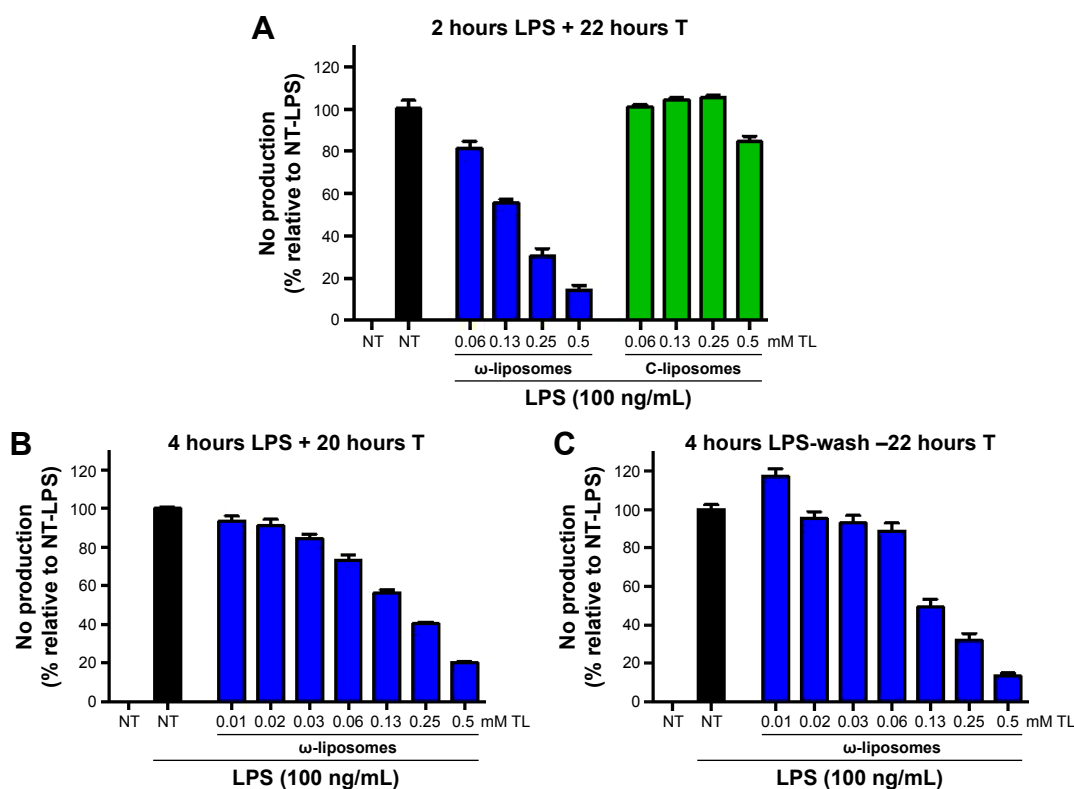 A
2 hours LPS + 22 hours T
No production
(% relative to NT-LPS)
120
100
80
60
40
20
0
NT NT 0.06 0.13 0.25 0.5 0.06 0.13 0.25 0.5 mM TL
ω-liposomes C-liposomes
LPS (100 ng/mL)
B
4 hours LPS + 20 hours T
No production
(% relative to NT-LPS)
120
100
80
60
40
20
0
NT NT 0.01 0.02 0.03 0.06 0.13 0.25 0.5 mM TL
ω-liposomes
LPS (100 ng/mL)
C
4 hours LPS-wash –22 hours T
No production
(% relative to NT-LPS)
120
100
80
60
40
20
0
NT NT 0.01 0.02 0.03 0.06 0.13 0.25 0.5 mM TL
ω-liposomes
LPS (100 ng/mL)